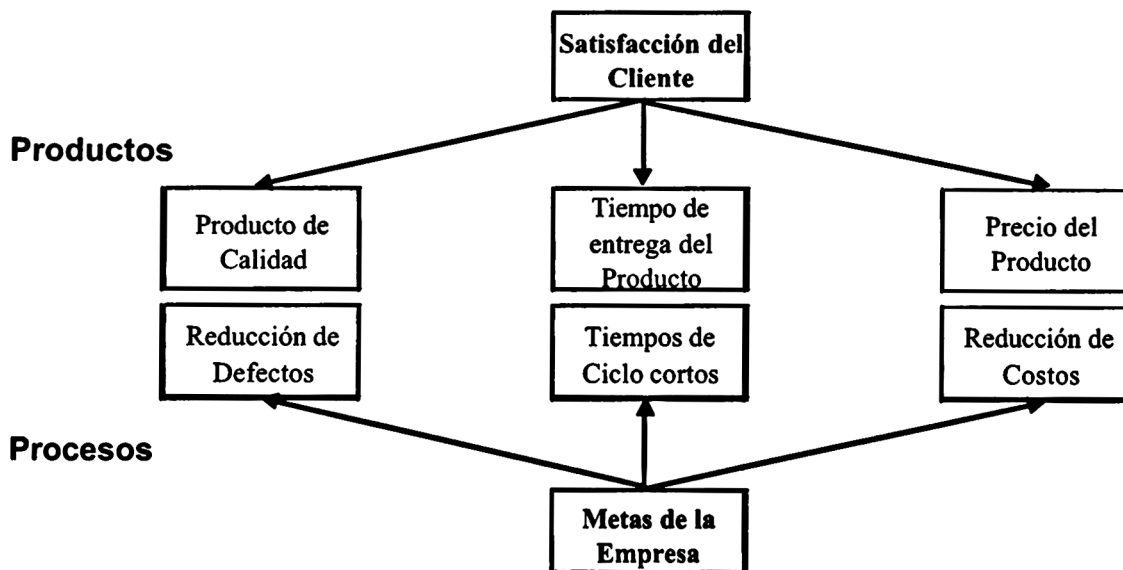 Satisfacción del
Cliente
Productos
Producto de
Calidad
Tiempo de
entrega del
Producto
Precio del
Producto
Reducción de
Defectos
Tiempos de
Ciclo cortos
Reducción de
Costos
Procesos
Metas de la
Empresa